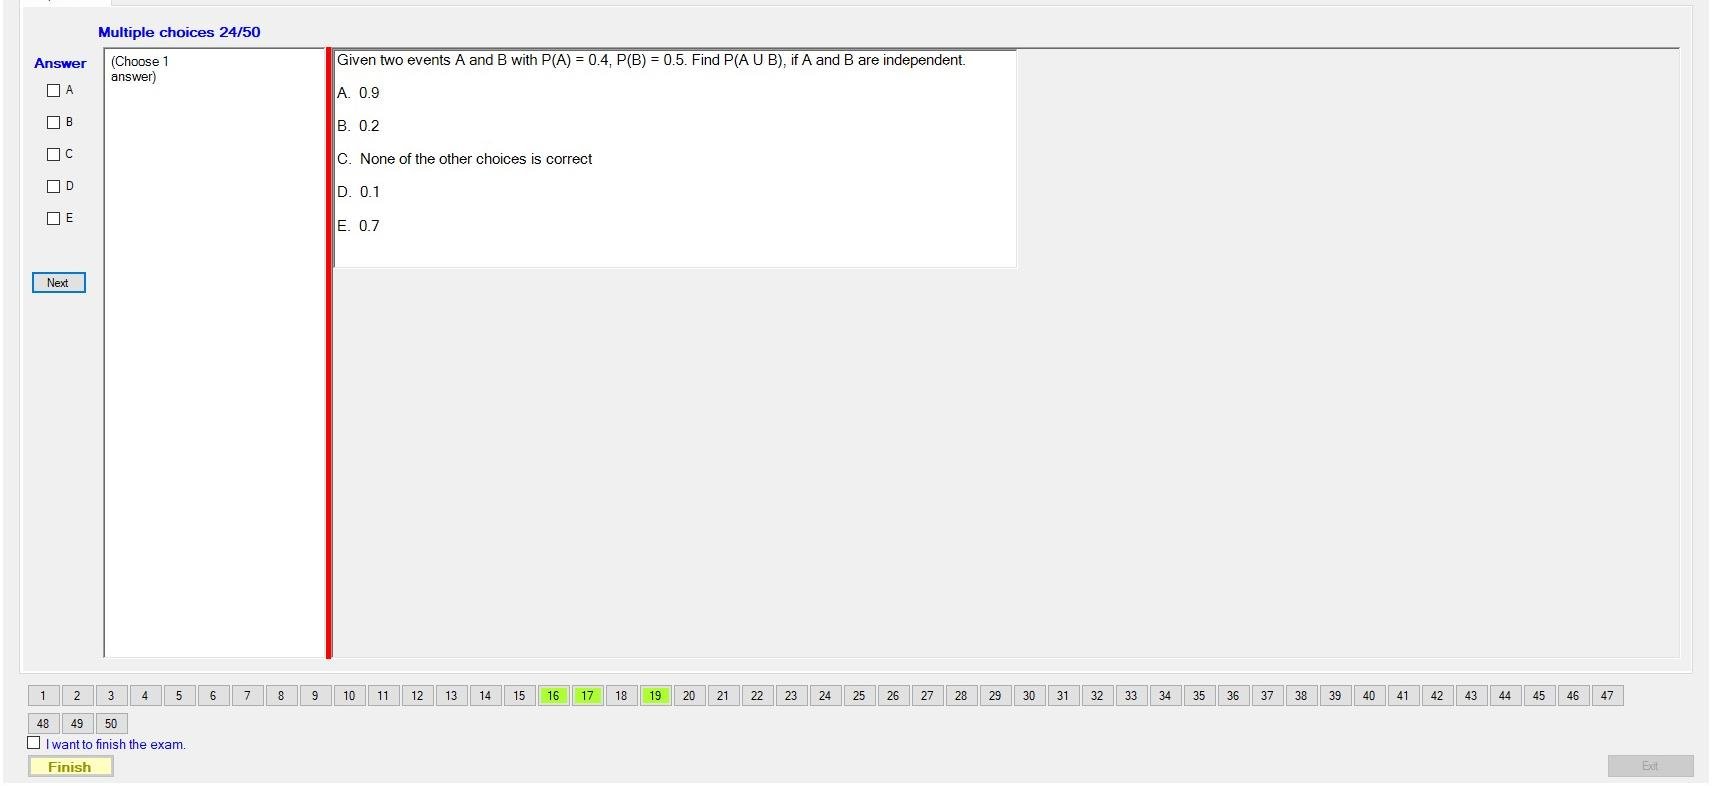 Multiple choices 24/50
Answer
(Choose 1
answer)
A
B
C
D
E
Next
Given two events A and B with P(A) = 0.4, P(B) = 0.5. Find P(A U B), if A and B are independent.
A. 0.9
B. 0.2
C. None of the other choices is correct
D. 0.1
E. 0.7
1 2 3 4 5 6 7 8 9 10 11 12 13 14 15 16 17 18 19 20 21 22 23 24 25 26 27 28 29 30 31 32 33 34 35 36 37 38 39 40 41 42 43 44 45 46 47
48 49 50
I want to finish the exam.
Finish
Exit